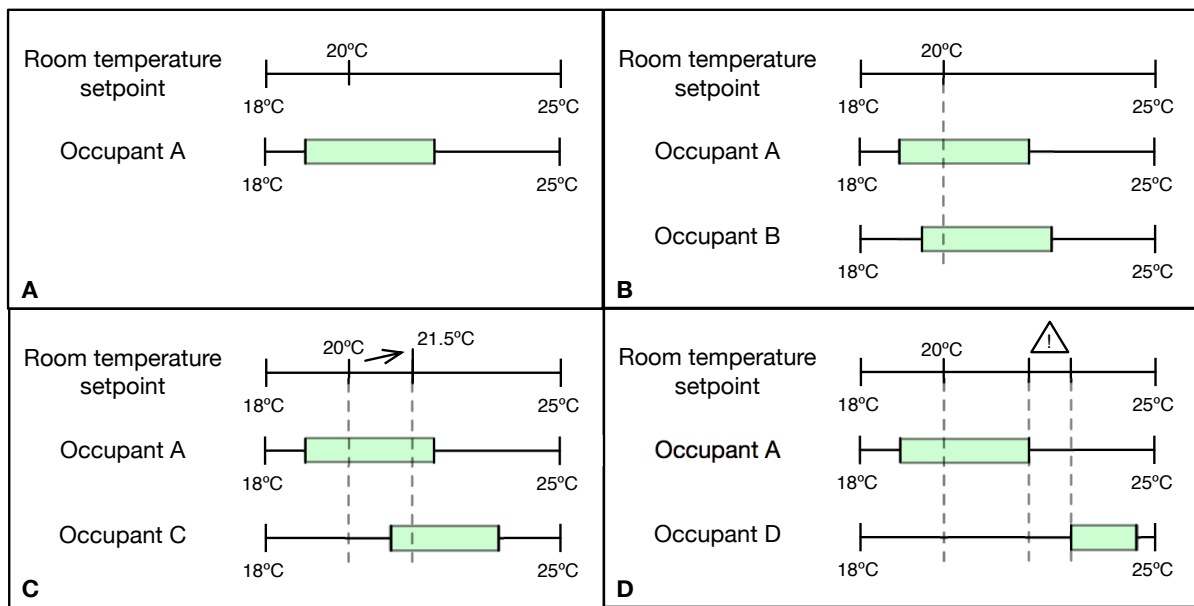 20ºC
Room temperature
setpoint
18ºC 25ºC
Occupant A
18ºC 25ºC
A
20ºC
Room temperature
setpoint
18ºC 25ºC
Occupant A
18ºC 25ºC
Occupant B
18ºC 25ºC
B
20ºC 21.5ºC
Room temperature
setpoint
18ºC 25ºC
Occupant A
18ºC 25ºC
Occupant C
18ºC 25ºC
C
!
20ºC
Room temperature
setpoint
18ºC 25ºC
Occupant A
18ºC 25ºC
Occupant D
18ºC 25ºC
D